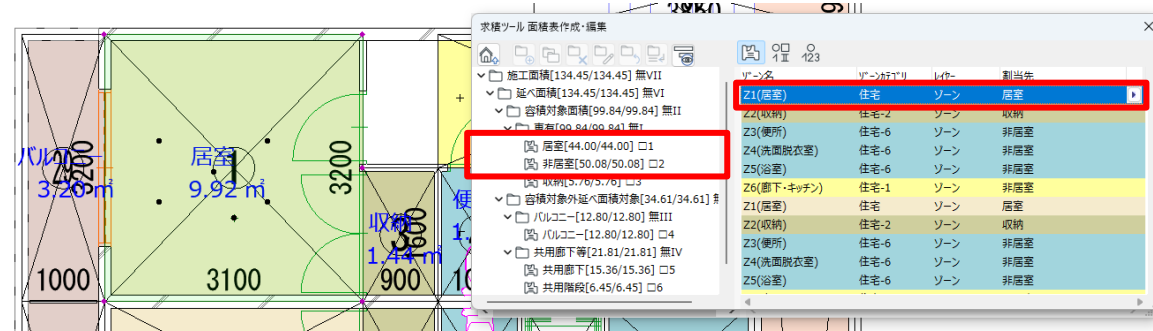 3860
求積ツール 面積表作成・編集
施工面積[134.45/134.45] 無VII
延べ面積[134.45/134.45] 無VI
容積対象面積[99.84/99.84] 無II
専有[99.84/99.84] 無I
居室[44.00/44.00] □1
非居室[50.08/50.08] □2
収納[5.76/5.76] □3
容積対象外延べ面積対象[34.61/34.61] 無
バルコニー[12.80/12.80] 無III
バルコニー[12.80/12.80] □4
共用廊下等[21.81/21.81] 無IV
共用廊下[15.36/15.36] □5
共用階段[6.45/6.45] □6
ゾーン名 ゾーンカテゴリ レイヤー 割当先
Z1(居室) 住宅 ゾーン 居室
Z2(収納) 住宅-2 ゾーン 収納
Z3(便所) 住宅-6 ゾーン 非居室
Z4(洗面脱衣室) 住宅-6 ゾーン 非居室
Z5(浴室) 住宅-6 ゾーン 非居室
Z6(廊下・キッチン) 住宅-1 ゾーン 非居室
Z1(居室) 住宅 ゾーン 居室
Z2(収納) 住宅-2 ゾーン 収納
Z3(便所) 住宅-6 ゾーン 非居室
Z4(洗面脱衣室) 住宅-6 ゾーン 非居室
Z5(浴室) 住宅-6 ゾーン 非居室
3200
居室
1
9.92 ㎡
3200
収納
3
1600
1.44 ㎡
便
1000
3100
900